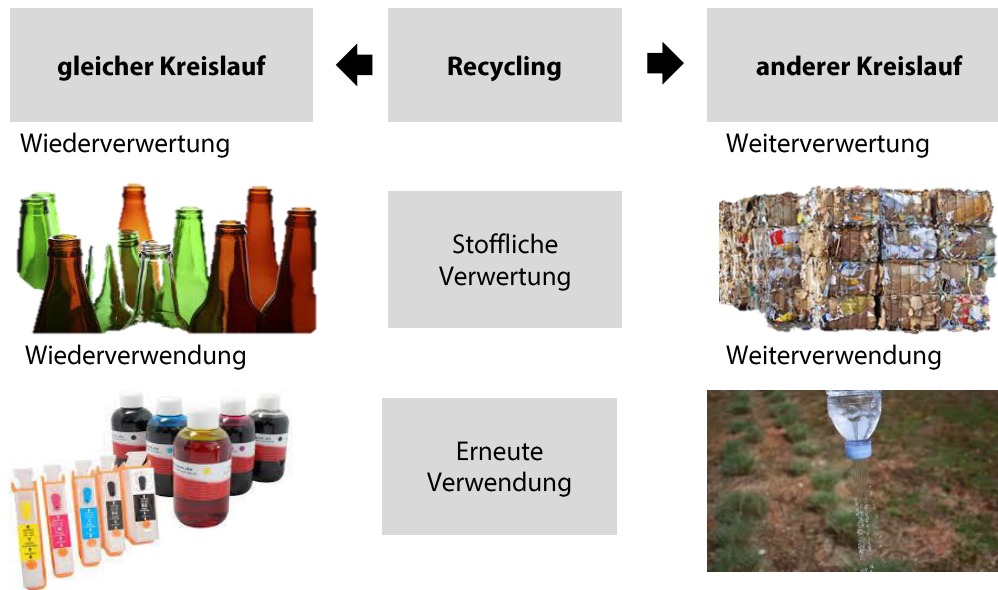 gleicher Kreislauf
Recycling
anderer Kreislauf
Wiederverwertung
Weiterverwertung
Stoffliche
Verwertung
Wiederverwendung
Weiterverwendung
Erneute
Verwendung